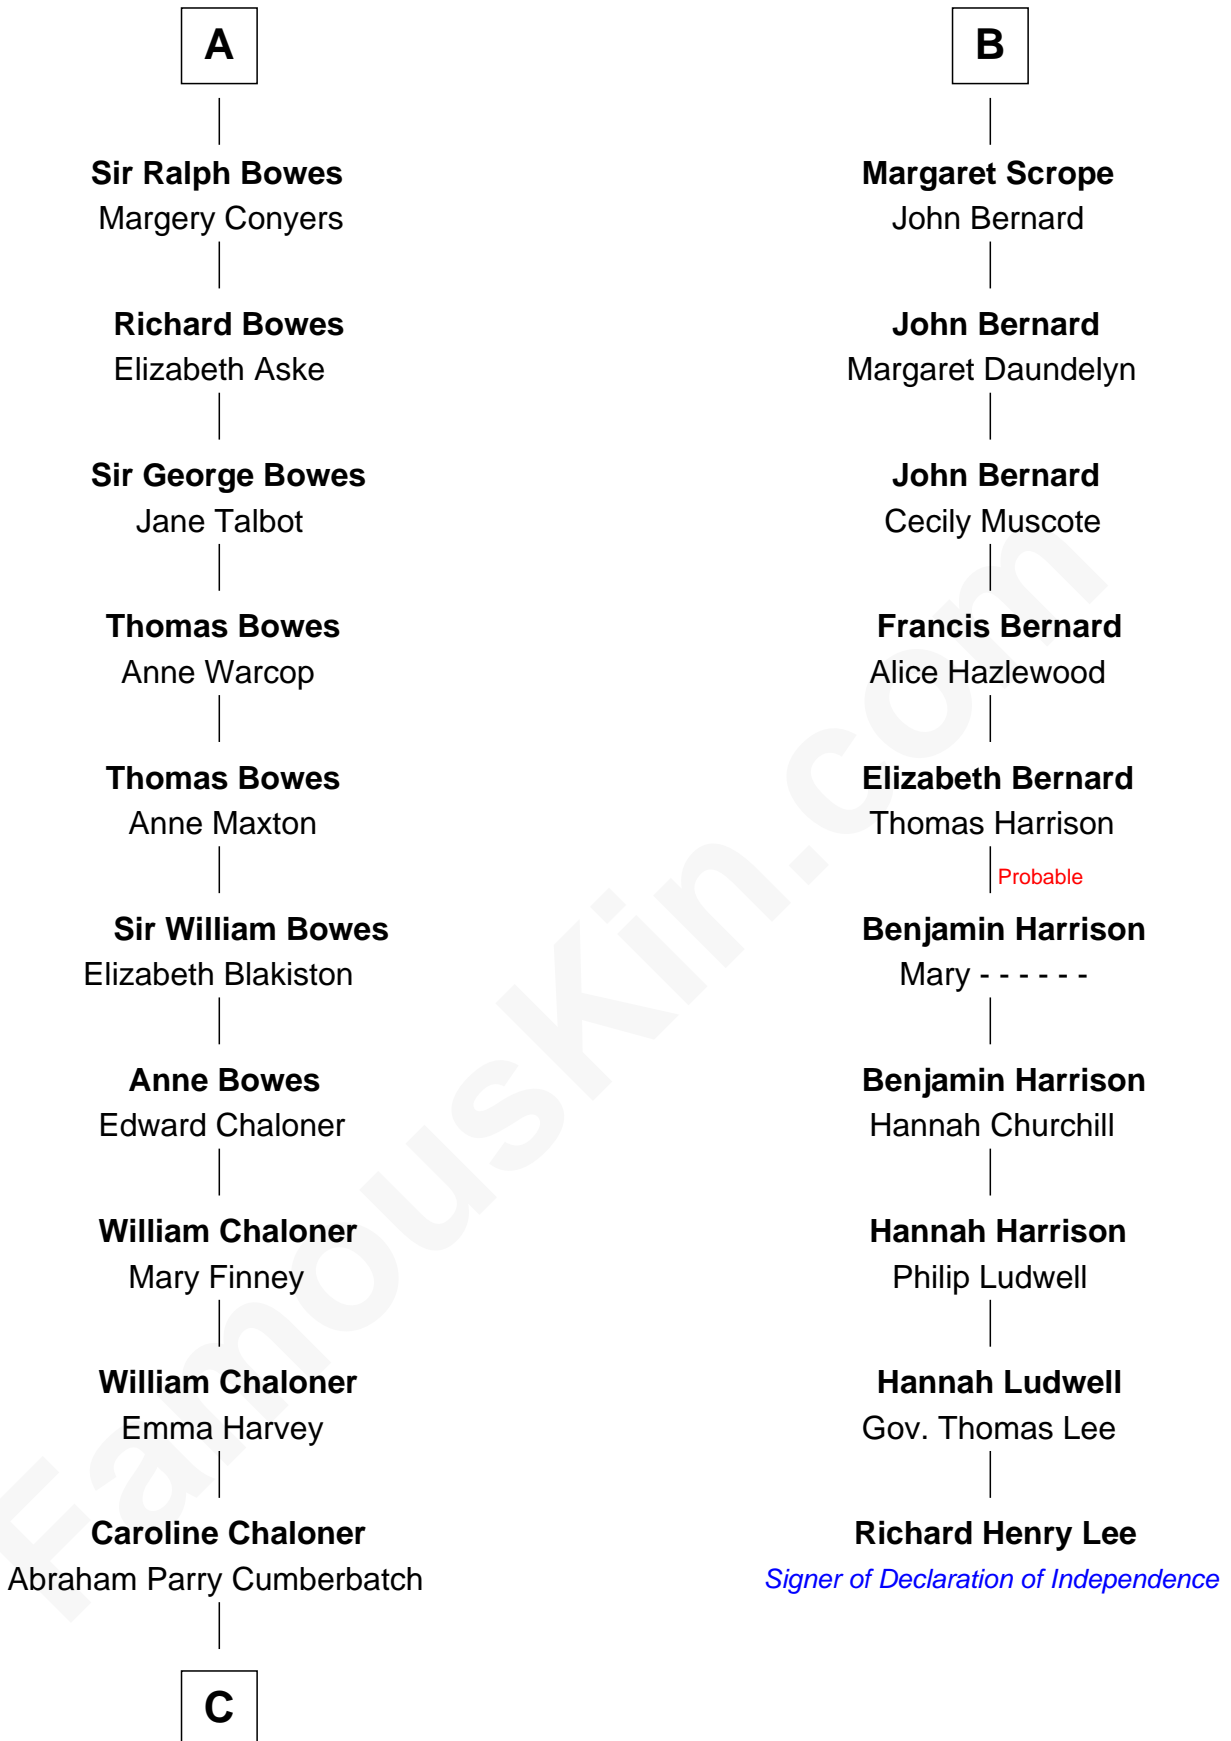 A
Sir Ralph Bowes
Margery Conyers
Richard Bowes
Elizabeth Aske
Sir George Bowes
Jane Talbot
Thomas Bowes
Anne Warcop
Thomas Bowes
Anne Maxton
Sir William Bowes
Elizabeth Blakiston
Anne Bowes
Edward Chaloner
William Chaloner
Mary Finney
William Chaloner
Emma Harvey
Caroline Chaloner
Abraham Parry Cumberbatch
C
B
Margaret Scrope
John Bernard
John Bernard
Margaret Daundelyn
John Bernard
Cecily Muscote
Francis Bernard
Alice Hazlewood
Elizabeth Bernard
Thomas Harrison
Probable
Benjamin Harrison
Mary - - - - - -
Benjamin Harrison
Hannah Churchill
Hannah Harrison
Philip Ludwell
Hannah Ludwell
Gov. Thomas Lee
Richard Henry Lee
Signer of Declaration of Independence
FamousKin.com